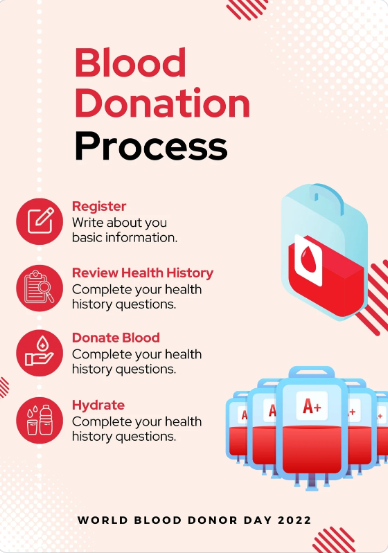 Blood
Donation
Process
Register
Write about you
basic information.
Review Health History
Complete your health
history questions.
Donate Blood
Complete your health
history questions.
Hydrate
Complete your health
history questions.
A
A
A+
A+
WORLD BLOOD DONOR DAY 2022